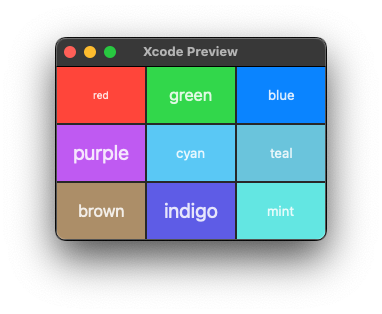 Xcode Preview
red
green
blue
purple
cyan
teal
brown
indigo
mint